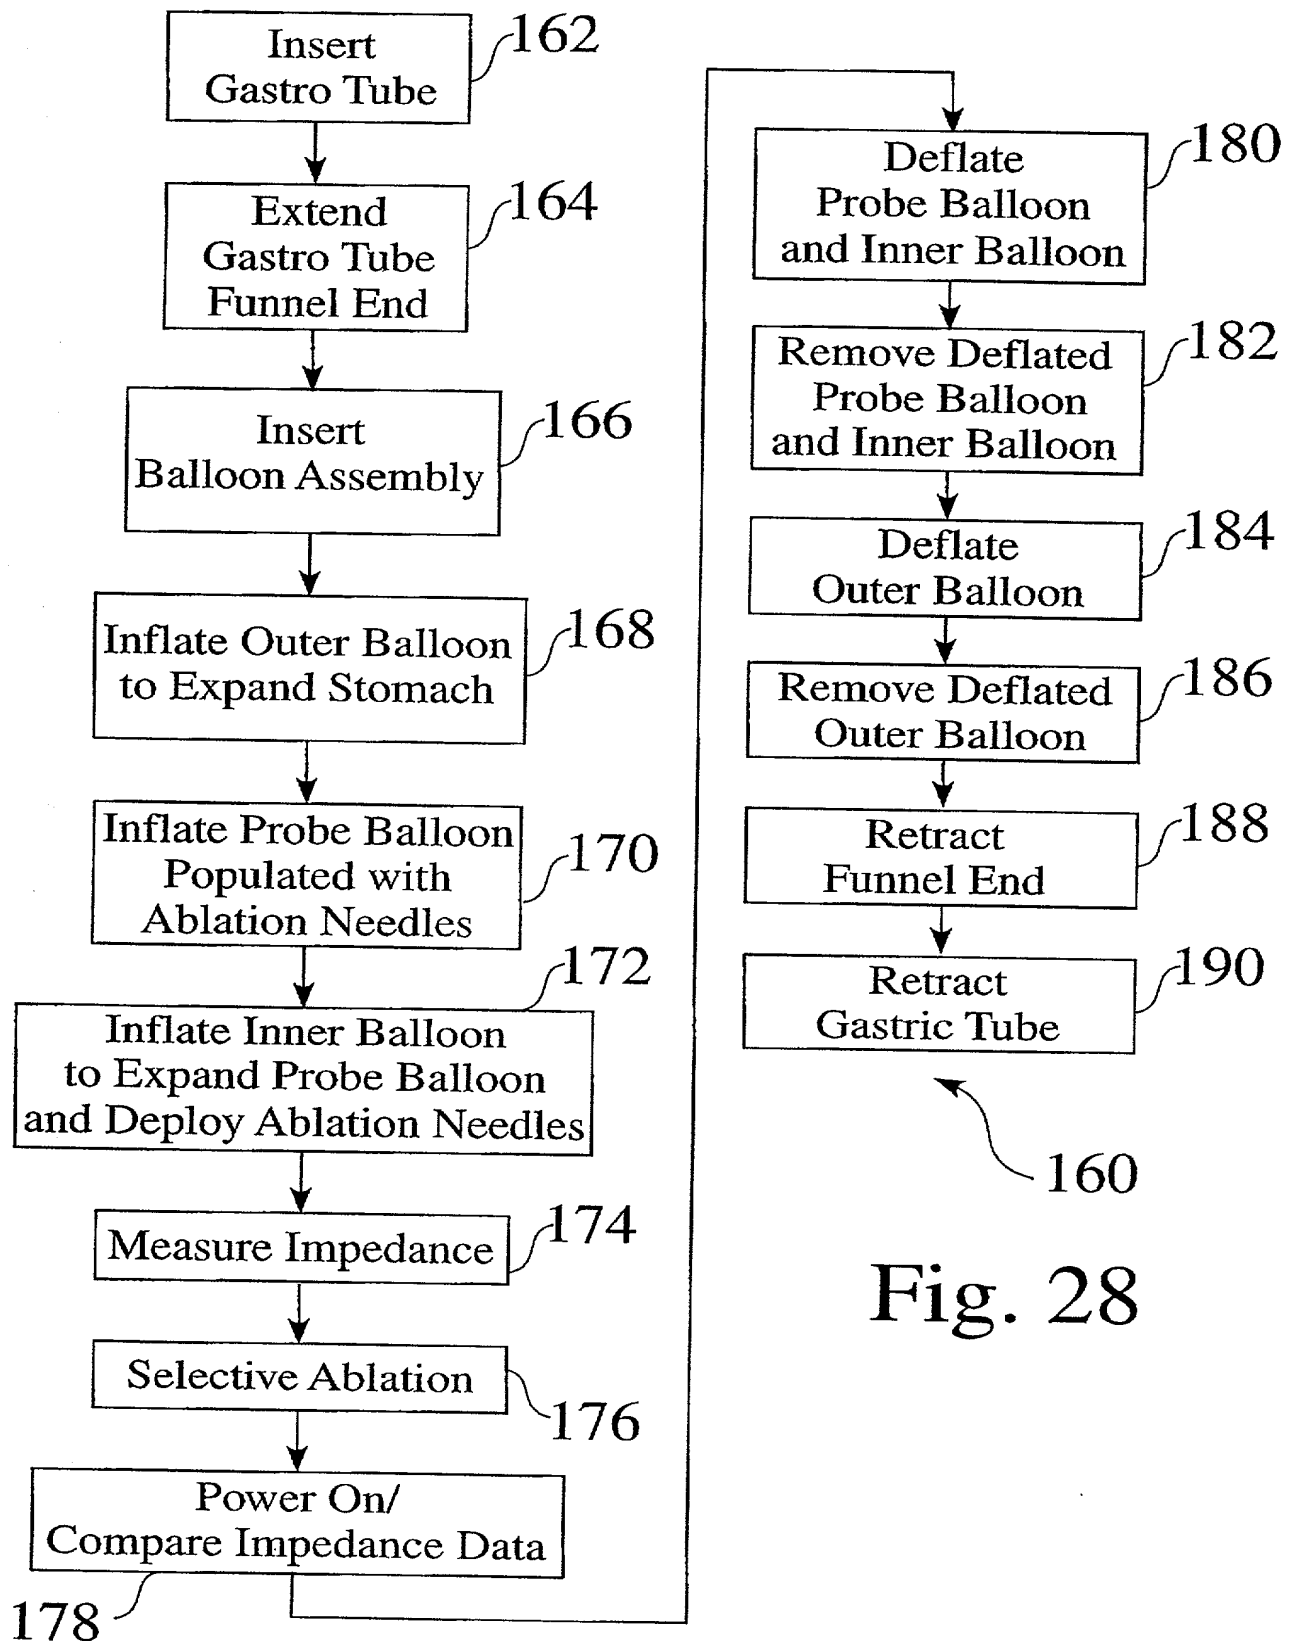 Insert
Gastro Tube
162
Extend
Gastro Tube
Funnel End
164
Insert
Balloon Assembly
166
Inflate Outer Balloon
to Expand Stomach
168
Inflate Probe Balloon
Populated with
Ablation Needles
170
172
Inflate Inner Balloon
to Expand Probe Balloon
and Deploy Ablation Needles
Measure Impedance
174
Selective Ablation
176
Power On/
Compare Impedance Data
178
Deflate
Probe Balloon
and Inner Balloon
180
Remove Deflated
Probe Balloon
and Inner Balloon
182
Deflate
Outer Balloon
184
Remove Deflated
Outer Balloon
186
Retract
Funnel End
188
Retract
Gastric Tube
190
160
Fig. 28